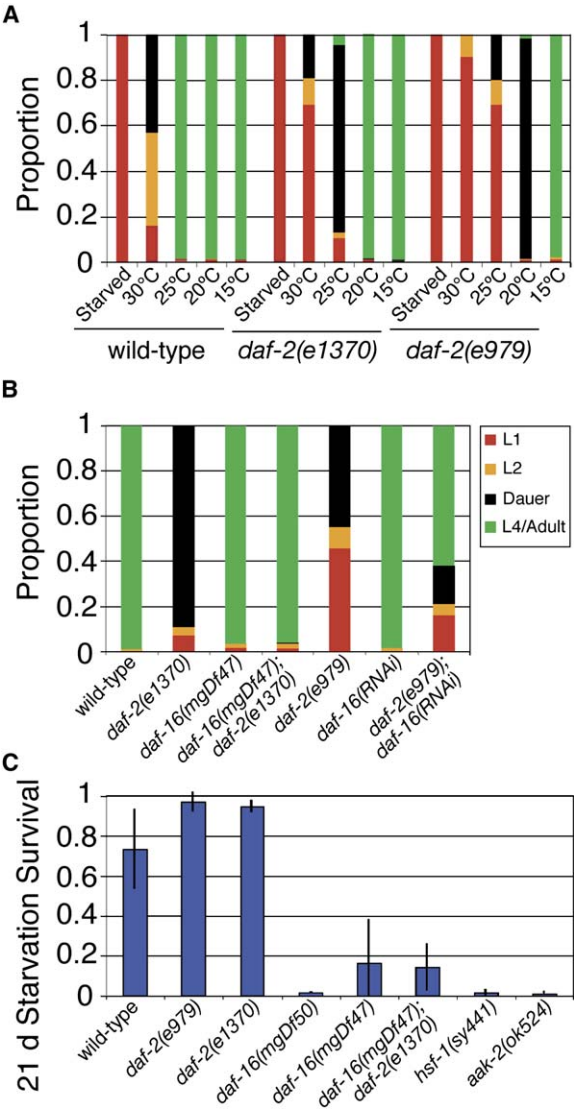 A
Proportion
1
0.8
0.6
0.4
0.2
0
Starved
30°C
25°C
20°C
15°C
Starved
30°C
25°C
20°C
15°C
Starved
30°C
25°C
20°C
15°C
wild-type
daf-2(e1370)
daf-2(e979)
B
Proportion
1
0.8
0.6
0.4
0.2
0
wild-type
daf-2(e1370)
daf-16(mgDf47)
daf-16(mgDf47);
daf-2(e1370)
daf-2(e979)
daf-16(RNAi)
daf-2(e979);
daf-16(RNAi)
L1
L2
Dauer
L4/Adult
C
21 d Starvation Survival
1
0.8
0.6
0.4
0.2
0
wild-type
daf-2(e979)
daf-2(e1370)
daf-16(mgDf50)
daf-16(mgDf47)
daf-16(mgDf47);
daf-2(e1370)
hsf-1(sy441)
aak-2(ok524)